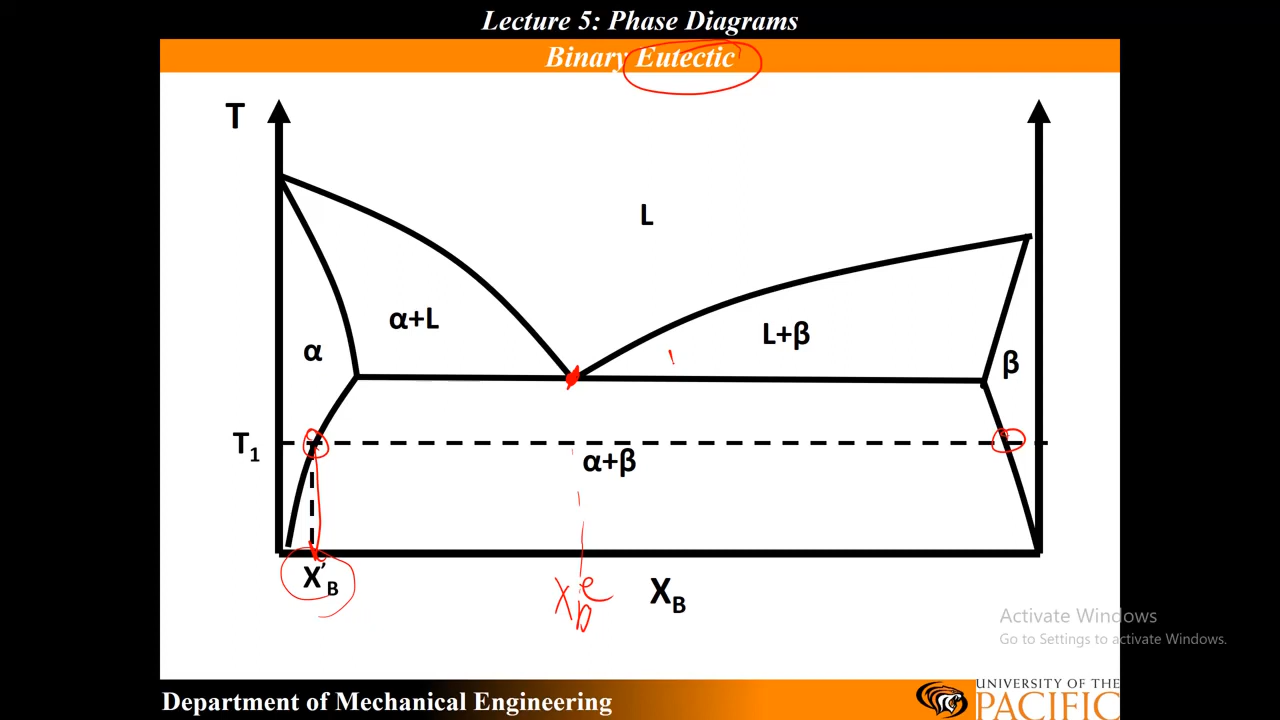 Lecture 5: Phase Diagrams
Binary Eutectic
T
L
α+L
L+β
α
β
T₁
α+β
X'B
X_b^e
XB
Activate Windows
Go to Settings to activate Windows.
Department of Mechanical Engineering
UNIVERSITY OF THE
PACIFIC